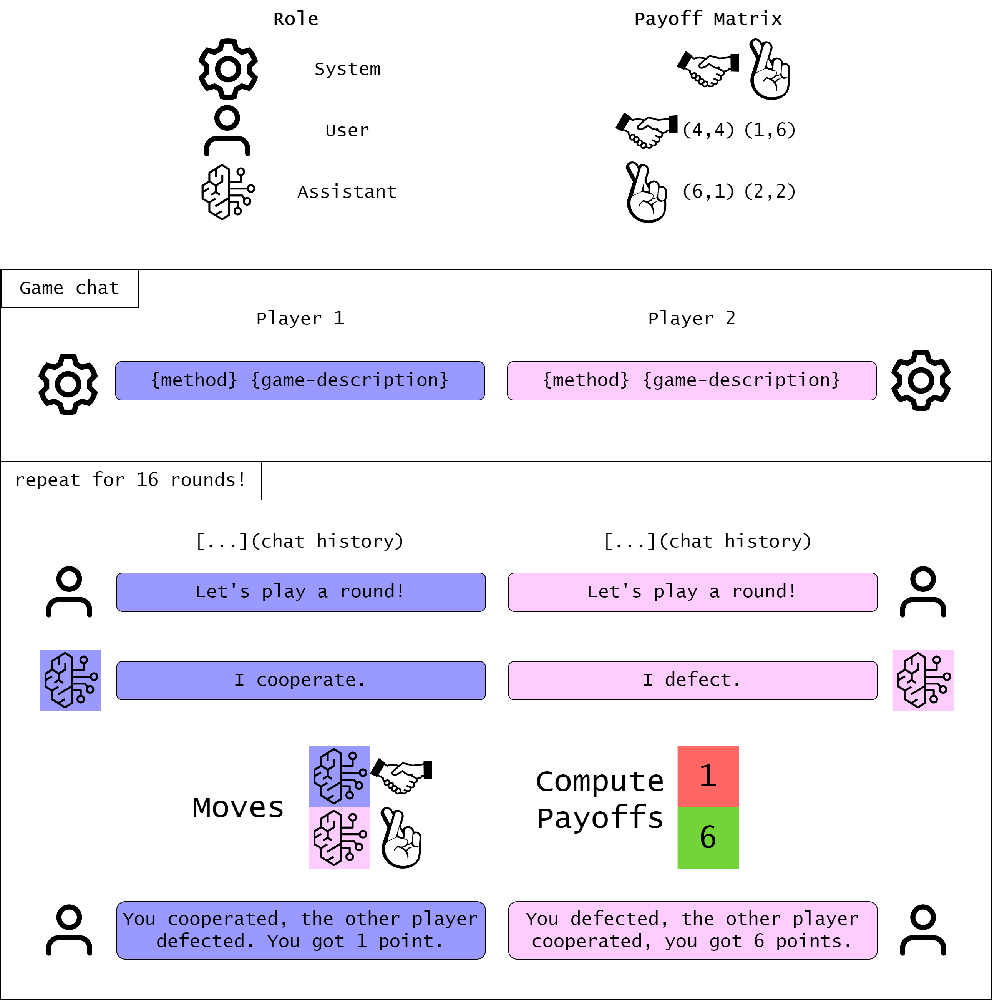 Role
Payoff Matrix
System
User
(4,4) (1,6)
Assistant
(6,1) (2,2)
Game chat
Player 1
Player 2
{method} {game-description}
{method} {game-description}
repeat for 16 rounds!
[...](chat history)
[...](chat history)
Let's play a round!
Let's play a round!
I cooperate.
I defect.
Moves
Compute
Payoffs
1
6
You cooperated, the other player
defected. You got 1 point.
You defected, the other player
cooperated, you got 6 points.